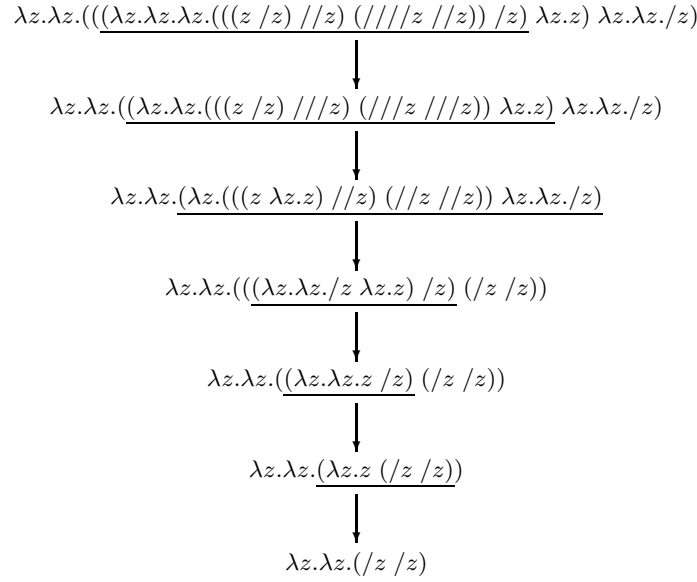 λz.λz.(((λz.λz.λz.(((z /z) //z) (////z //z)) /z) λz.z) λz.λz./z)
λz.λz.((λz.λz.(((z /z) ///z) (///z ///z)) λz.z) λz.λz./z)
λz.λz.(λz.(((z λz.z) //z) (//z //z)) λz.λz./z)
λz.λz.(((λz.λz./z λz.z) /z) (/z /z))
λz.λz.((λz.λz.z /z) (/z /z))
λz.λz.(λz.z (/z /z))
λz.λz.(/z /z)